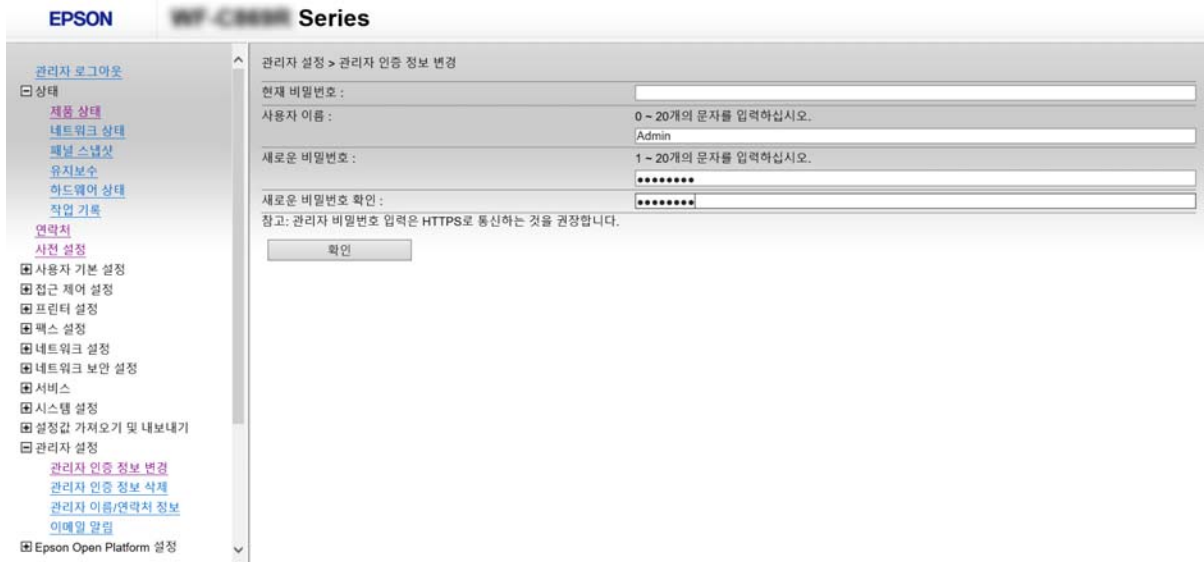 EPSON
Series
관리자 로그아웃
상태
제품 상태
네트워크 상태
패널 스냅샷
유지보수
하드웨어 상태
작업 기록
연락처
사전 설정
사용자 기본 설정
접근 제어 설정
프린터 설정
팩스 설정
네트워크 설정
네트워크 보안 설정
서비스
시스템 설정
설정값 가져오기 및 내보내기
관리자 설정
관리자 인증 정보 변경
관리자 인증 정보 삭제
관리자 이름/연락처 정보
이메일 알림
Epson Open Platform 설정
관리자 설정 > 관리자 인증 정보 변경
현재 비밀번호 :
사용자 이름 :
0 ~ 20개의 문자를 입력하십시오.
Admin
새로운 비밀번호 :
1 ~ 20개의 문자를 입력하십시오.
••••••••
새로운 비밀번호 확인 :
••••••••
참고: 관리자 비밀번호 입력은 HTTPS로 통신하는 것을 권장합니다.
확인